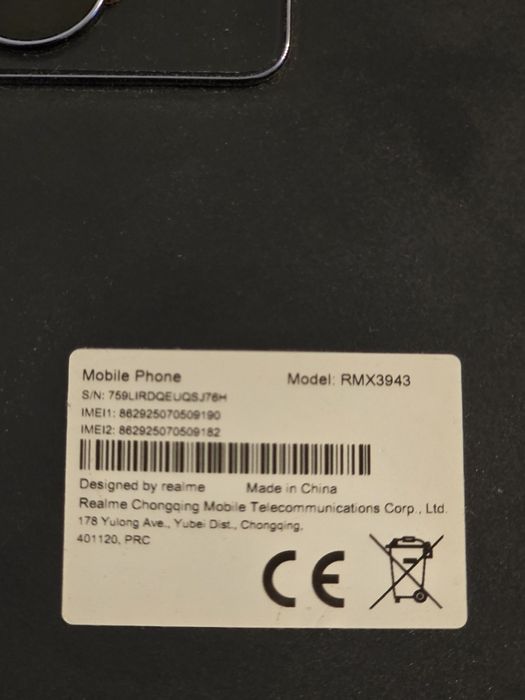 Mobile Phone Model: RMX3943
S/N: 759LIRDQEUQSJ76H
IMEI1: 862925070509190
IMEI2: 862925070509182
Designed by realme Made in China
Realme Chongqing Mobile Telecommunications Corp., Ltd.
178 Yulong Ave., Yubei Dist., Chongqing,
401120, PRC
CE